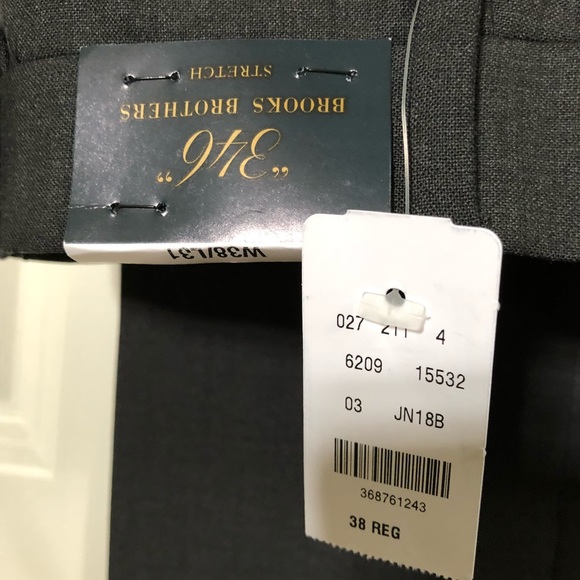 "346"
BROOKS BROTHERS
STRETCH
W38/L31
027 211 4
6209 15532
03 JN18B
368761243
38 REG